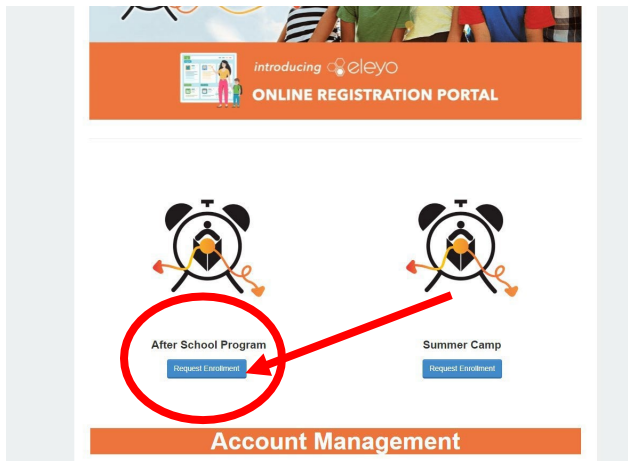 introducing eleyo
ONLINE REGISTRATION PORTAL
After School Program
Summer Camp
Request Enrollment
Request Enrollment
Account Management